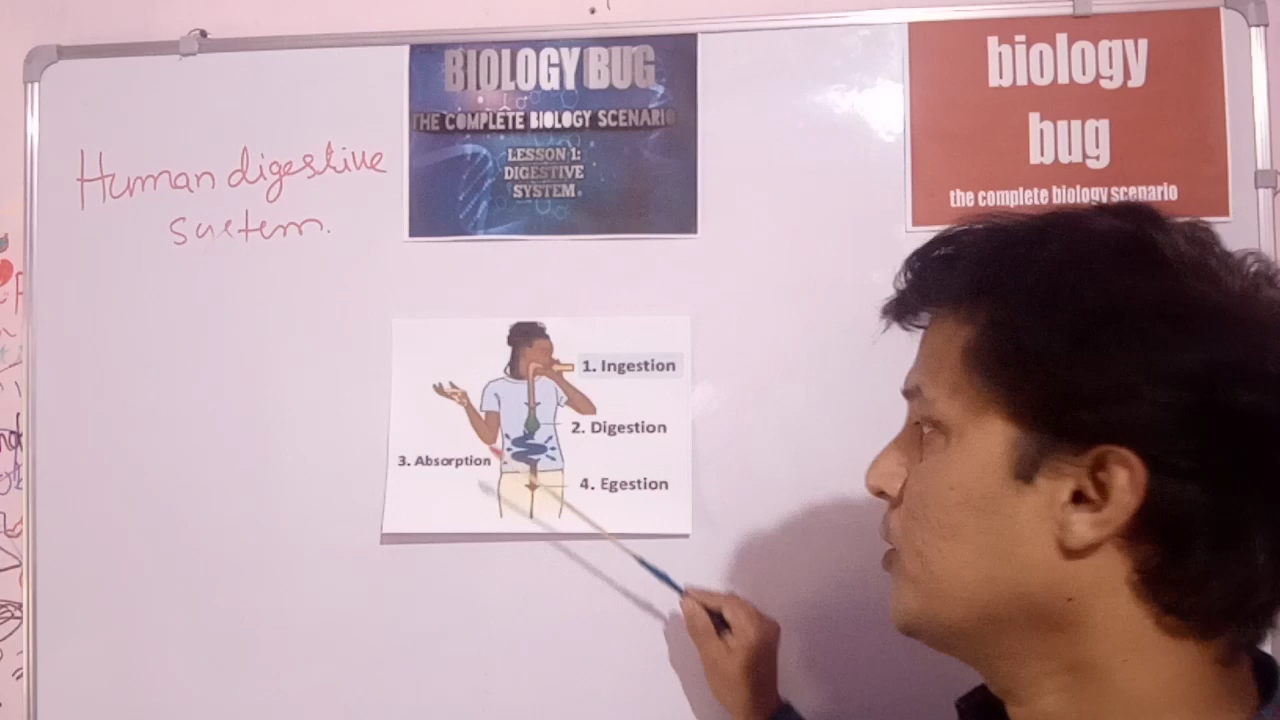 Human digestive
system.
BIOLOGY BUG
THE COMPLETE BIOLOGY SCENARIO
LESSON 1:
DIGESTIVE
SYSTEM
biology
bug
the complete biology scenario
1. Ingestion
2. Digestion
3. Absorption
4. Egestion